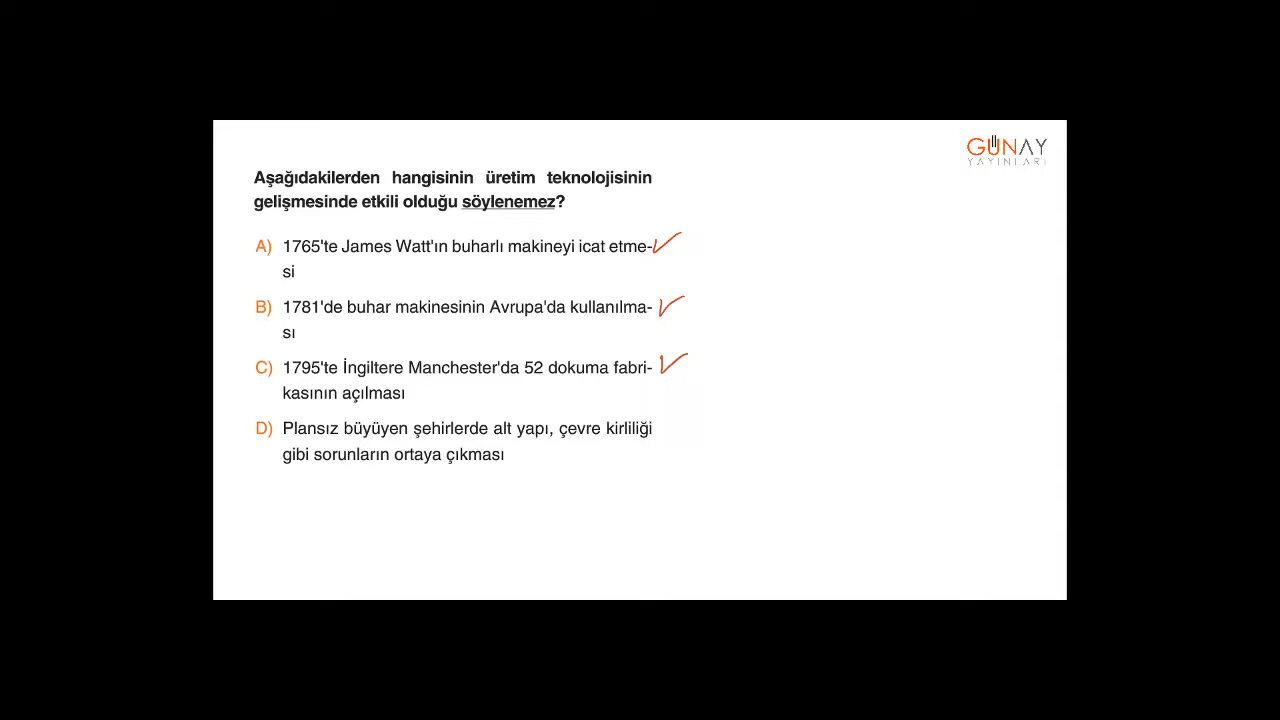 GÜNAY
YAYINLARI
Aşağıdakilerden hangisinin üretim teknolojisinin
gelişmesinde etkili olduğu söylenemez?
A) 1765'te James Watt'ın buharlı makineyi icat etme-
si
B) 1781'de buhar makinesinin Avrupa'da kullanılma-
sı
C) 1795'te İngiltere Manchester'da 52 dokuma fabri-
kasının açılması
D) Plansız büyüyen şehirlerde alt yapı, çevre kirliliği
gibi sorunların ortaya çıkması